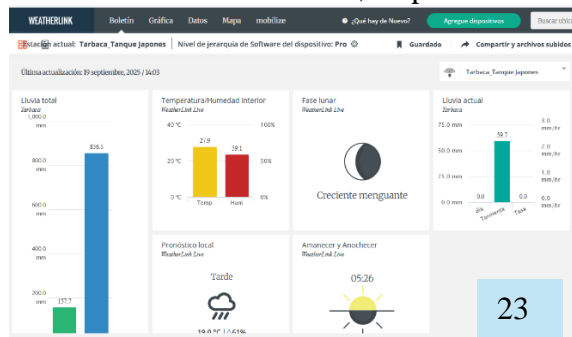 WEATHERLINK Boletín Gráfica Datos Mapa mobilize ¿Qué hay de Nuevo? Agregue dispositivos Buscar ubic
Estación actual: Tarbaca_Tanque Japones Nivel de jerarquía de Software del dispositivo: Pro Guardado Compartir y archivos subidos
Última actualización: 19 septiembre, 2025 / 14:03 Tarbaca_Tanque Japones
Lluvia total
Tarbaca
1,000.0
mm
858.5
800.0
mm
600.0
mm
400.0
mm
200.0
mm
157.7
Temperatura/Humedad Interior
WeatherLink Live
40 °C 100%
27.9
59.1
20 °C 50%
0 °C 0%
Temp Hum
Fase lunar
WeatherLink Live
Creciente menguante
Lluvia actual
Tarbaca
75.0 mm 3.0 mm/hr
59.7
50.0 mm 2.0 mm/hr
25.0 mm 1.0 mm/hr
0.0 0.0
0.0 mm 0.0 mm/hr
día Tormenta Tasa
Pronóstico local
WeatherLink Live
Tarde
19.0 °C 61%
Amanecer y Anochecer
WeatherLink Live
05:26
23